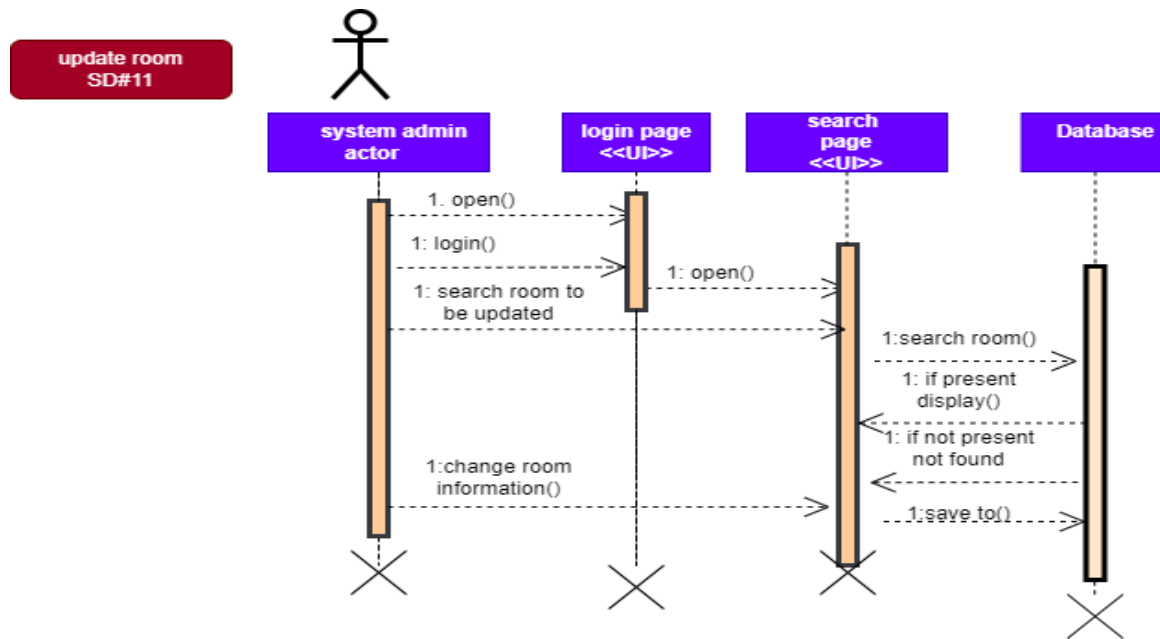 update room
SD#11
system admin
actor
login page
<<UI>>
search
page
<<UI>>
Database
1. open()
1: login()
1: open()
1: search room to
be updated
1:search room()
1: if present
display()
1: if not present
not found
1:change room
information()
1:save to()